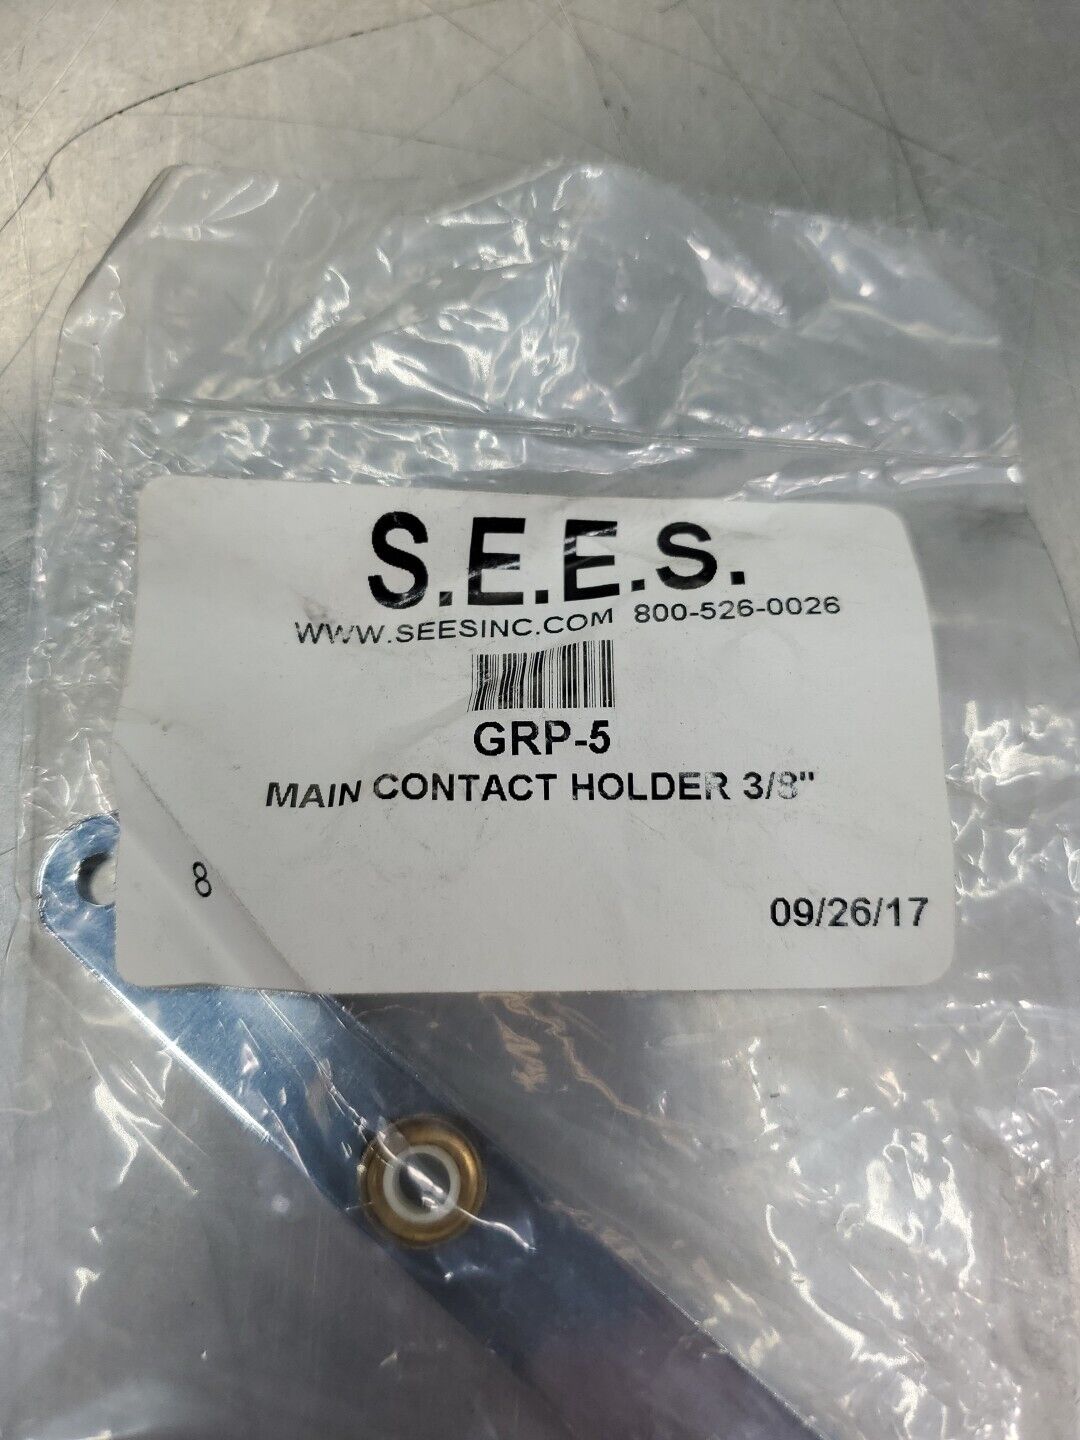 S.E.E.S.
WWW.SEESINC.COM 800-526-0026
GRP-5
MAIN CONTACT HOLDER 3/8"
8
09/26/17